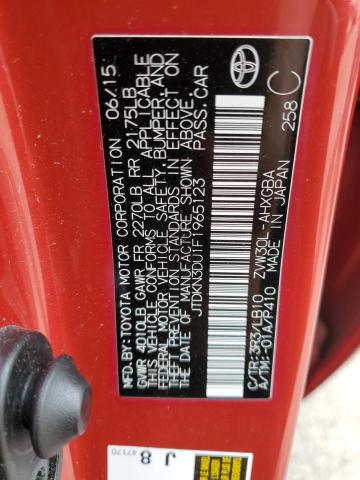 MFD.BY:TOYOTA MOTOR CORPORATION 06/15
GVWR 4010LB GAWR FR 2270LB RR 2175LB
THIS VEHICLE CONFORMS TO ALL APPLICABLE
FEDERAL MOTOR VEHICLE SAFETY, BUMPER, AND
THEFT PREVENTION STANDARDS IN EFFECT ON
THE DATE OF MANUFACTURE SHOWN ABOVE.
JTDKN3DU1F1965123 PASS.CAR
258 C
C/TR:3R3/LB10 ZVW30L-AHXGBA
A/TM:-01A/P410 MADE IN JAPAN
J 8
47170